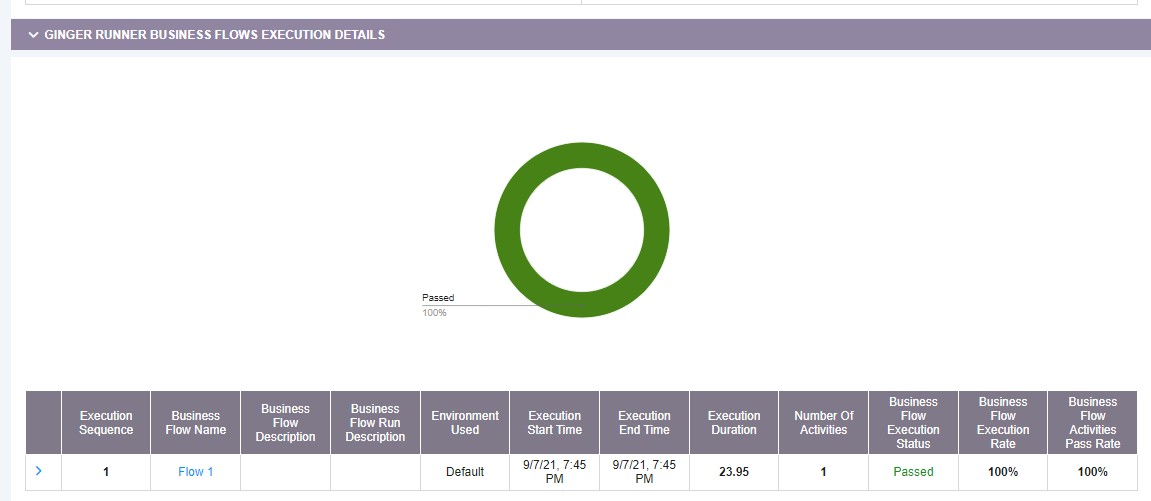 GINGER RUNNER BUSINESS FLOWS EXECUTION DETAILS
Passed
100%
Execution Sequence
Business Flow Name
Business Flow Description
Business Flow Run Description
Environment Used
Execution Start Time
Execution End Time
Execution Duration
Number Of Activities
Business Flow Execution Status
Business Flow Execution Rate
Business Flow Activities Pass Rate
1
Flow 1
Default
9/7/21, 7:45 PM
9/7/21, 7:45 PM
23.95
1
Passed
100%
100%